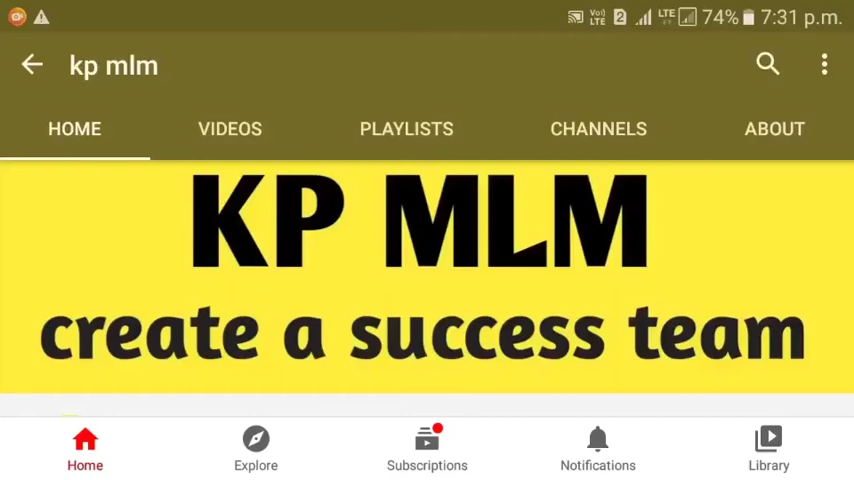 Vo) LTE 2 LTE 74% 7:31 p.m.
kp mlm
HOME VIDEOS PLAYLISTS CHANNELS ABOUT
KP MLM
create a success team
Home Explore Subscriptions Notifications Library